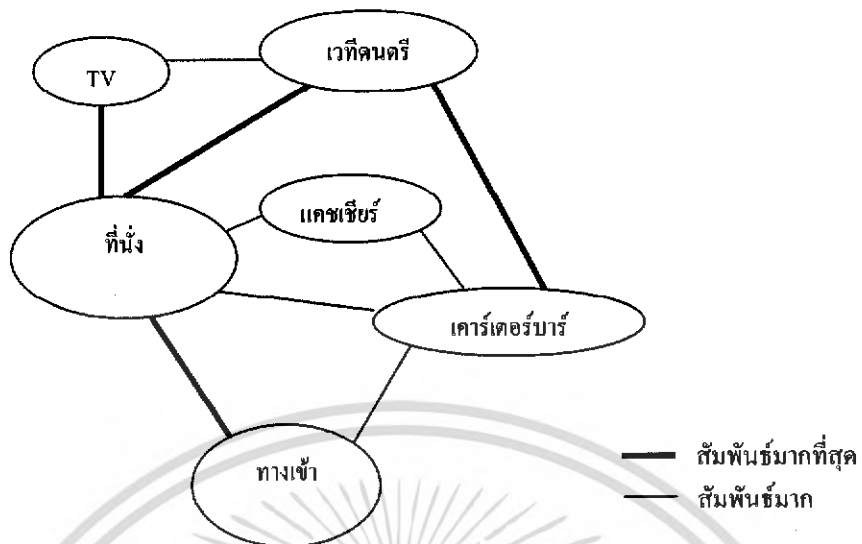 เวทีดนตรี
TV
แคชเชียร์
ที่นั่ง
เคาร์เตอร์บาร์
ทางเข้า
สัมพันธ์มากที่สุด
สัมพันธ์มาก